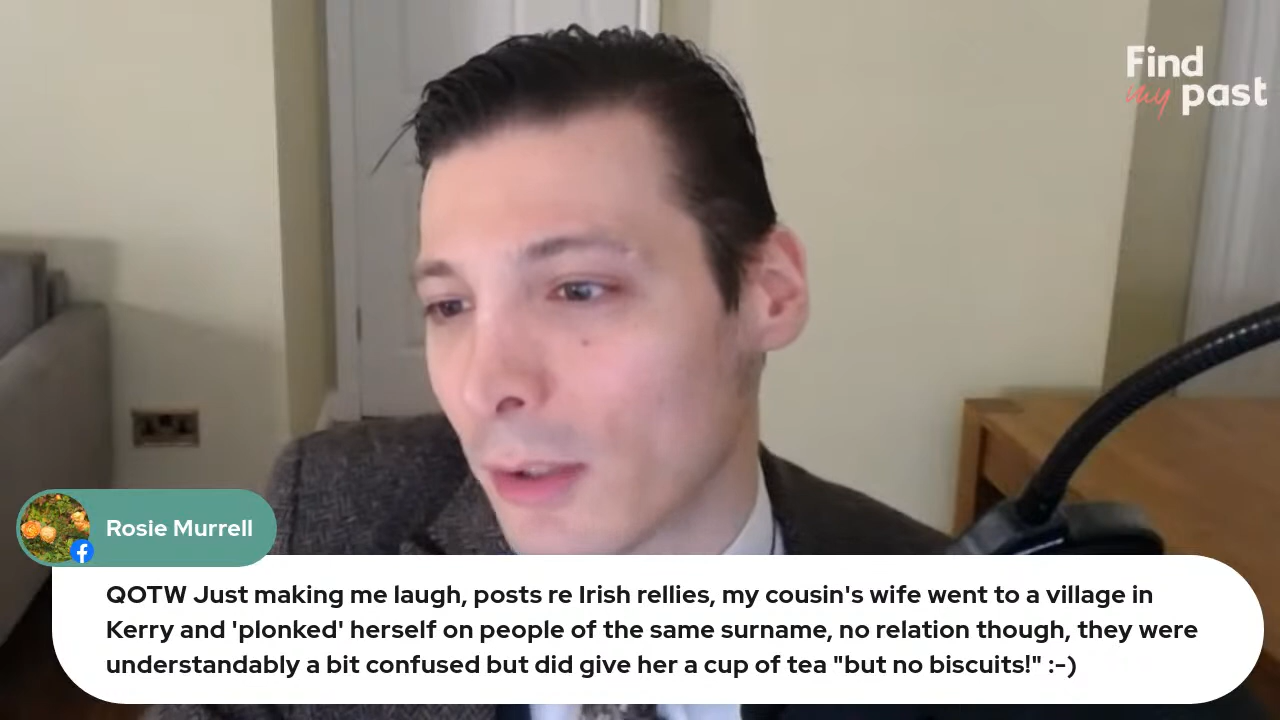 Find
my past
Rosie Murrell
QOTW Just making me laugh, posts re Irish rellies, my cousin's wife went to a village in
Kerry and 'plonked' herself on people of the same surname, no relation though, they were
understandably a bit confused but did give her a cup of tea "but no biscuits!" :-)